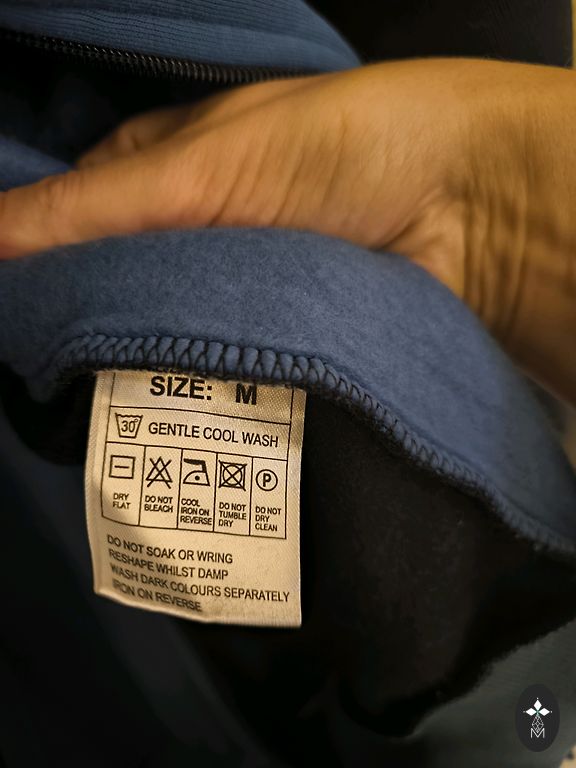 SIZE: M
30 GENTLE COOL WASH
DRY FLAT
DO NOT BLEACH
COOL IRON ON REVERSE
DO NOT TUMBLE DRY
P
DO NOT DRY CLEAN
DO NOT SOAK OR WRING
RESHAPE WHILST DAMP
WASH DARK COLOURS SEPARATELY
IRON ON REVERSE
M